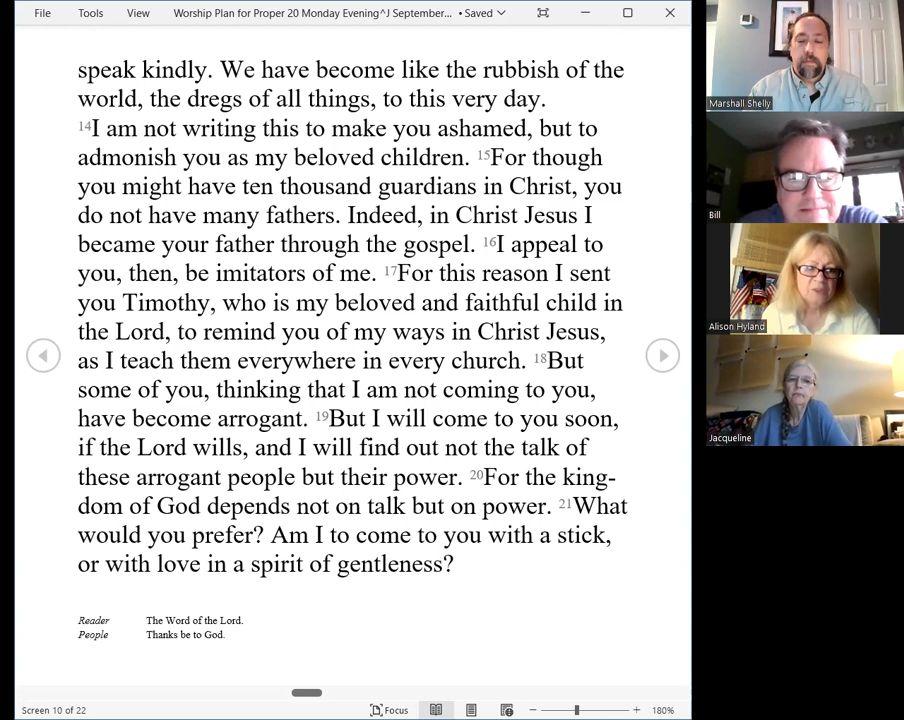 File Tools View Worship Plan for Proper 20 Monday Evening^J September... • Saved
speak kindly. We have become like the rubbish of the
world, the dregs of all things, to this very day.
14I am not writing this to make you ashamed, but to
admonish you as my beloved children. 15For though
you might have ten thousand guardians in Christ, you
do not have many fathers. Indeed, in Christ Jesus I
became your father through the gospel. 16I appeal to
you, then, be imitators of me. 17For this reason I sent
you Timothy, who is my beloved and faithful child in
the Lord, to remind you of my ways in Christ Jesus,
as I teach them everywhere in every church. 18But
some of you, thinking that I am not coming to you,
have become arrogant. 19But I will come to you soon,
if the Lord wills, and I will find out not the talk of
these arrogant people but their power. 20For the king-
dom of God depends not on talk but on power. 21What
would you prefer? Am I to come to you with a stick,
or with love in a spirit of gentleness?
Reader The Word of the Lord.
People Thanks be to God.
Screen 10 of 22 Focus 180%
Marshall Shelly
Bill
Alison Hyland
Jacqueline